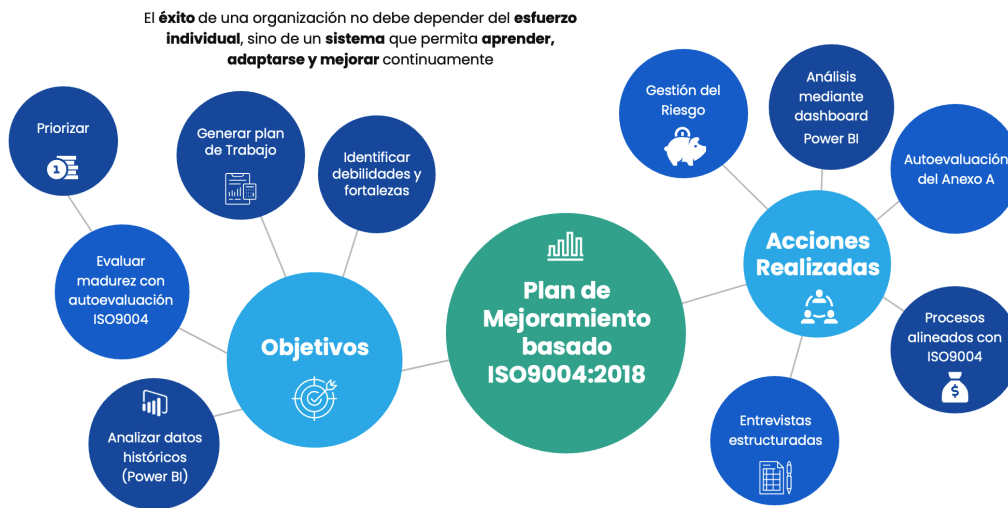 El éxito de una organización no debe depender del esfuerzo
individual, sino de un sistema que permita aprender,
adaptarse y mejorar continuamente
Priorizar
1
Generar plan
de Trabajo
Identificar
debilidades y
fortalezas
Evaluar
madurez con
autoevaluación
ISO9004
Objetivos
Analizar datos
históricos
(Power BI)
Plan de
Mejoramiento
basado
ISO9004:2018
Gestión del
Riesgo
Análisis
mediante
dashboard
Power BI
Autoevaluación
del Anexo A
Acciones
Realizadas
Procesos
alineados con
ISO9004
$
Entrevistas
estructuradas